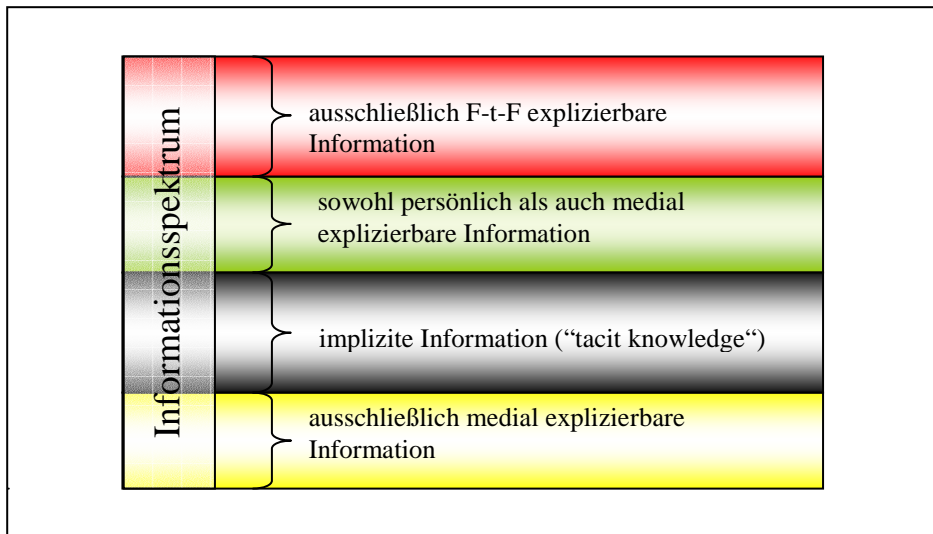 Informationsspektrum
ausschließlich F-t-F explizierbare
Information
sowohl persönlich als auch medial
explizierbare Information
implizite Information (“tacit knowledge“)
ausschließlich medial explizierbare
Information